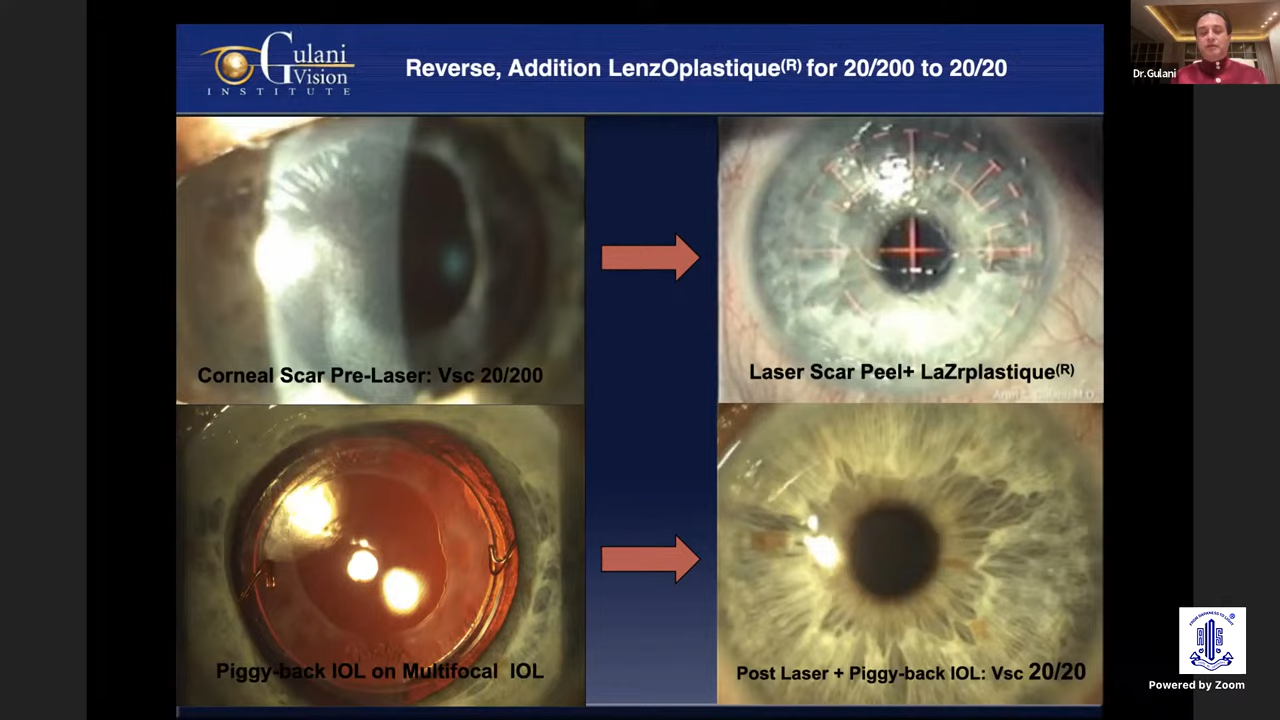 Gulani
Vision
INSTITUTE
Reverse, Addition LenzOplastique(R) for 20/200 to 20/20
Dr.Gulani
Corneal Scar Pre-Laser: Vsc 20/200
Laser Scar Peel+ LaZrplastique(R)
Piggy-back IOL on Multifocal IOL
Post Laser + Piggy-back IOL: Vsc 20/20
Powered by Zoom